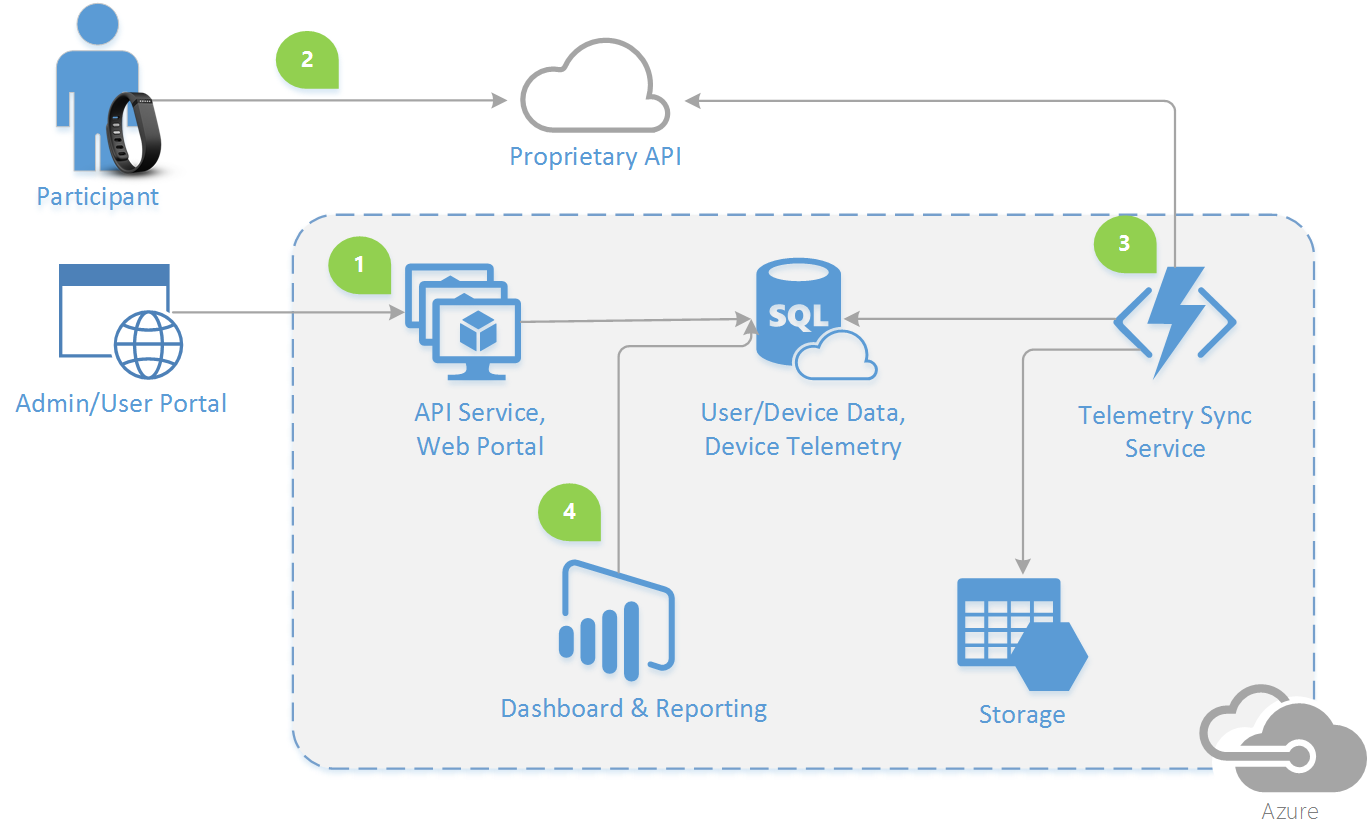 2
Proprietary API
Participant
1
3
SQL
Admin/User Portal
API Service,
Web Portal
User/Device Data,
Device Telemetry
Telemetry Sync
Service
4
Dashboard & Reporting
Storage
Azure